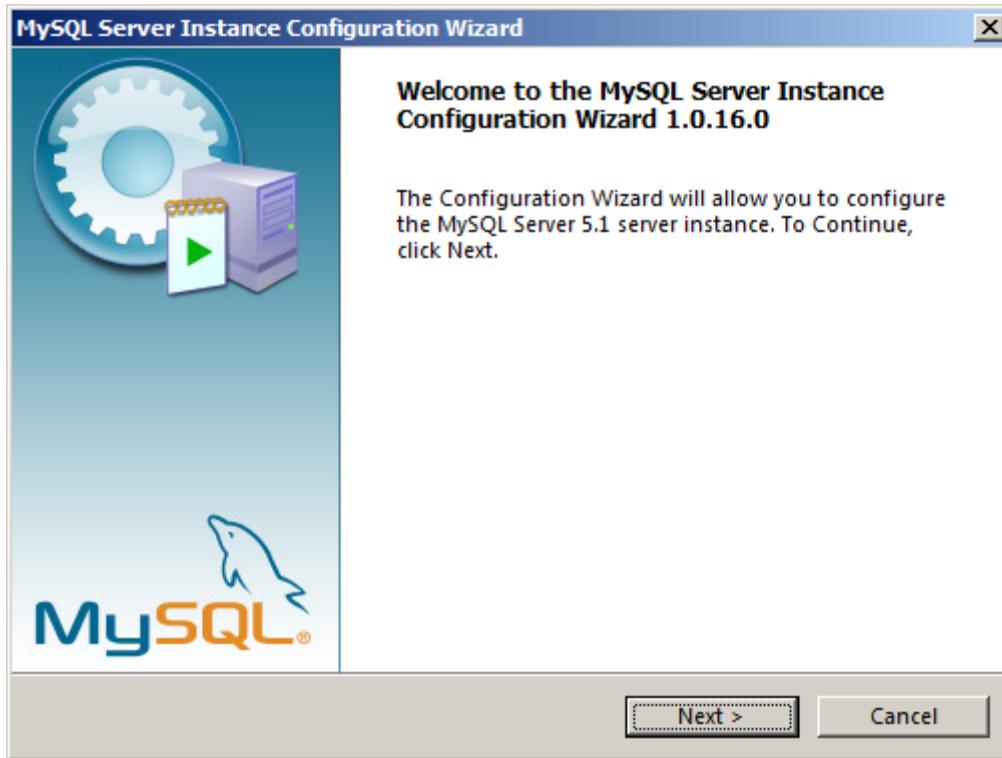 MySQL Server Instance Configuration Wizard
Welcome to the MySQL Server Instance
Configuration Wizard 1.0.16.0
The Configuration Wizard will allow you to configure
the MySQL Server 5.1 server instance. To Continue,
click Next.
MySQL®
Next >
Cancel